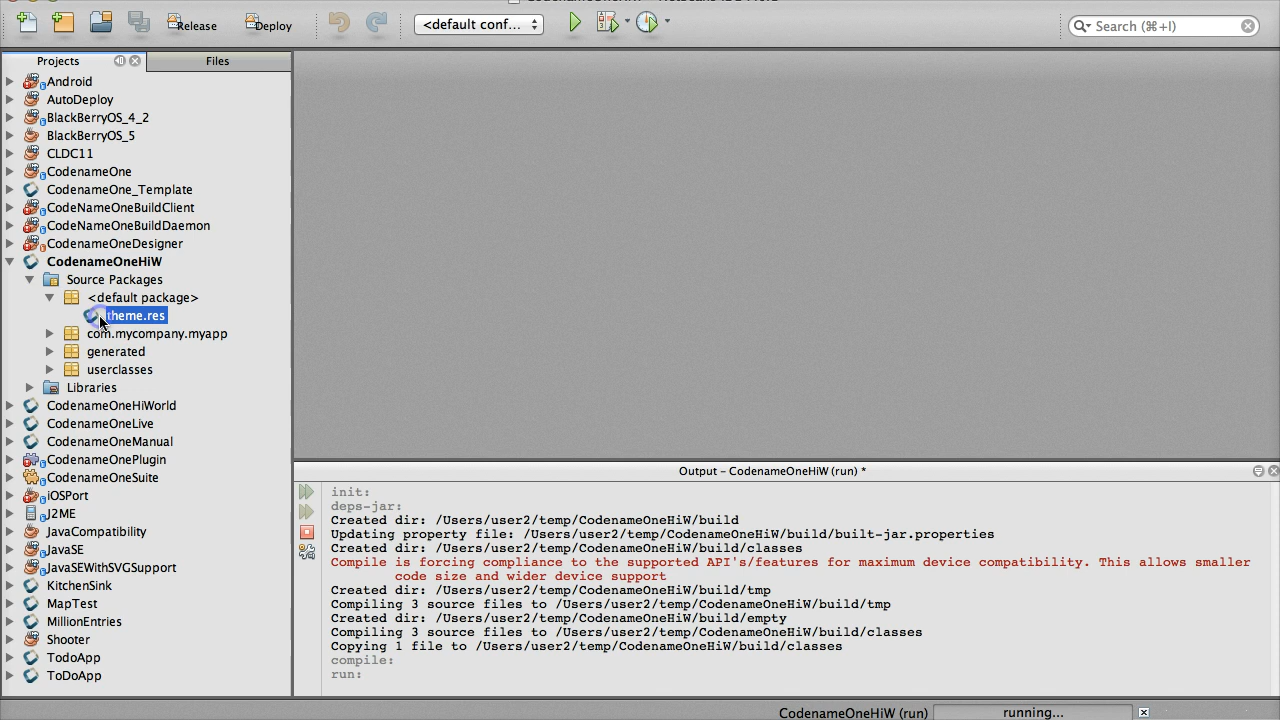 Release
Deploy
<default conf...
Search (⌘+I)
Projects
Files
Android
AutoDeploy
BlackBerryOS_4_2
BlackBerryOS_5
CLDC11
CodenameOne
CodenameOne_Template
CodeNameOneBuildClient
CodeNameOneBuildDaemon
CodenameOneDesigner
CodenameOneHiW
Source Packages
<default package>
theme.res
com.mycompany.myapp
generated
userclasses
Libraries
CodenameOneHiWorld
CodenameOneLive
CodenameOneManual
CodenameOnePlugin
CodenameOneSuite
iOSPort
J2ME
JavaCompatibility
JavaSE
JavaSEWithSVGSupport
KitchenSink
MapTest
MillionEntries
Shooter
TodoApp
ToDoApp
Output - CodenameOneHiW (run) *
init:
deps-jar:
Created dir: /Users/user2/temp/CodenameOneHiW/build
Updating property file: /Users/user2/temp/CodenameOneHiW/build/built-jar.properties
Created dir: /Users/user2/temp/CodenameOneHiW/build/classes
Compile is forcing compliance to the supported API's/features for maximum device compatibility. This allows smaller
code size and wider device support
Created dir: /Users/user2/temp/CodenameOneHiW/build/tmp
Compiling 3 source files to /Users/user2/temp/CodenameOneHiW/build/tmp
Created dir: /Users/user2/temp/CodenameOneHiW/build/empty
Compiling 3 source files to /Users/user2/temp/CodenameOneHiW/build/classes
Copying 1 file to /Users/user2/temp/CodenameOneHiW/build/classes
compile:
run:
CodenameOneHiW (run)
running...